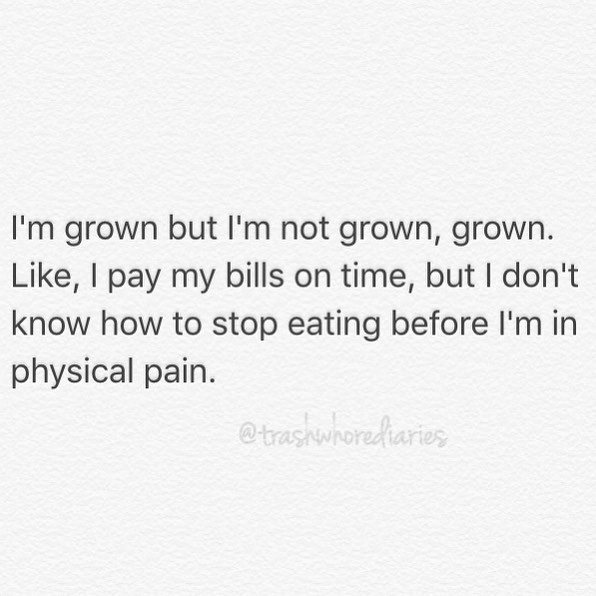 I'm grown but I'm not grown, grown.
Like, I pay my bills on time, but I don't
know how to stop eating before I'm in
physical pain.
@trashwhorediaries